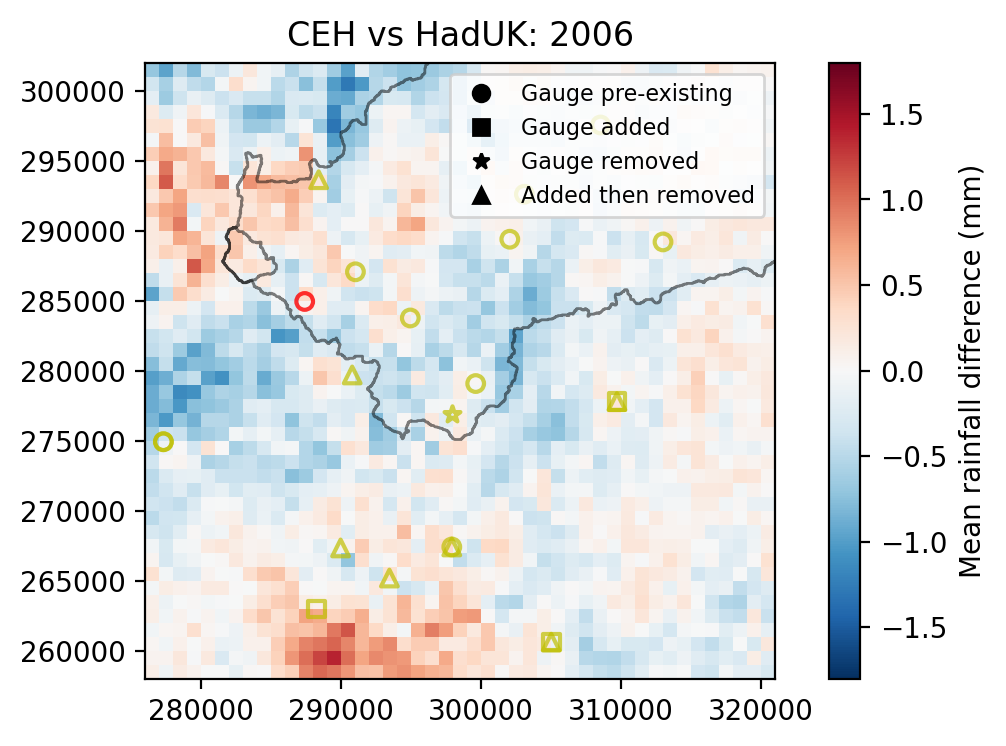 CEH vs HadUK: 2006
Gauge pre-existing
Gauge added
Gauge removed
Added then removed
300000
295000
290000
285000
280000
275000
270000
265000
260000
280000 290000 300000 310000 320000
1.5
1.0
0.5
0.0
−0.5
−1.0
−1.5
Mean rainfall difference (mm)